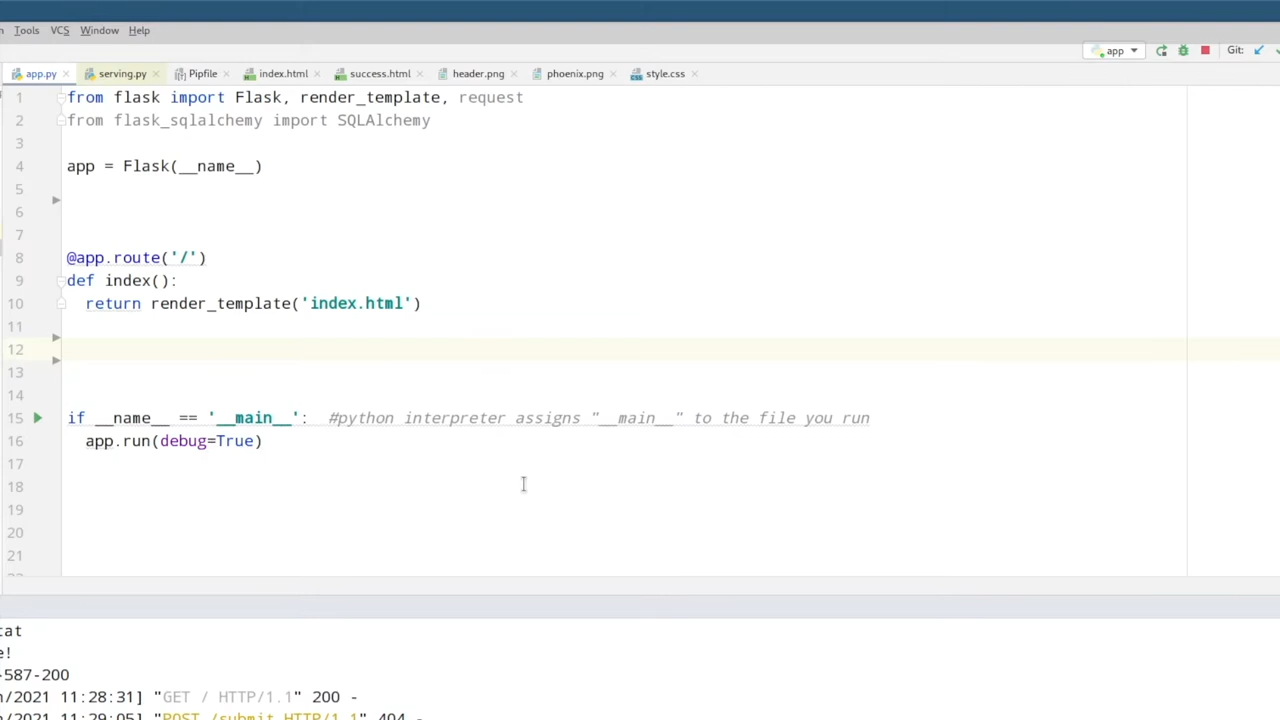 Tools VCS Window Help
app Git:
app.py serving.py Pipfile index.html success.html header.png phoenix.png style.css
1 from flask import Flask, render_template, request
2 from flask_sqlalchemy import SQLAlchemy
3
4 app = Flask(__name__)
5
6
7
8 @app.route('/')
9 def index():
10 return render_template('index.html')
11
12
13
14
15 if __name__ == '__main__': #python interpreter assigns "__main__" to the file you run
16 app.run(debug=True)
17
18
19
20
21
tat
e!
-587-200
n/2021 11:28:31] "GET / HTTP/1.1" 200 -
n/2021 11:29:05] "POST /submit HTTP/1.1" 404 -